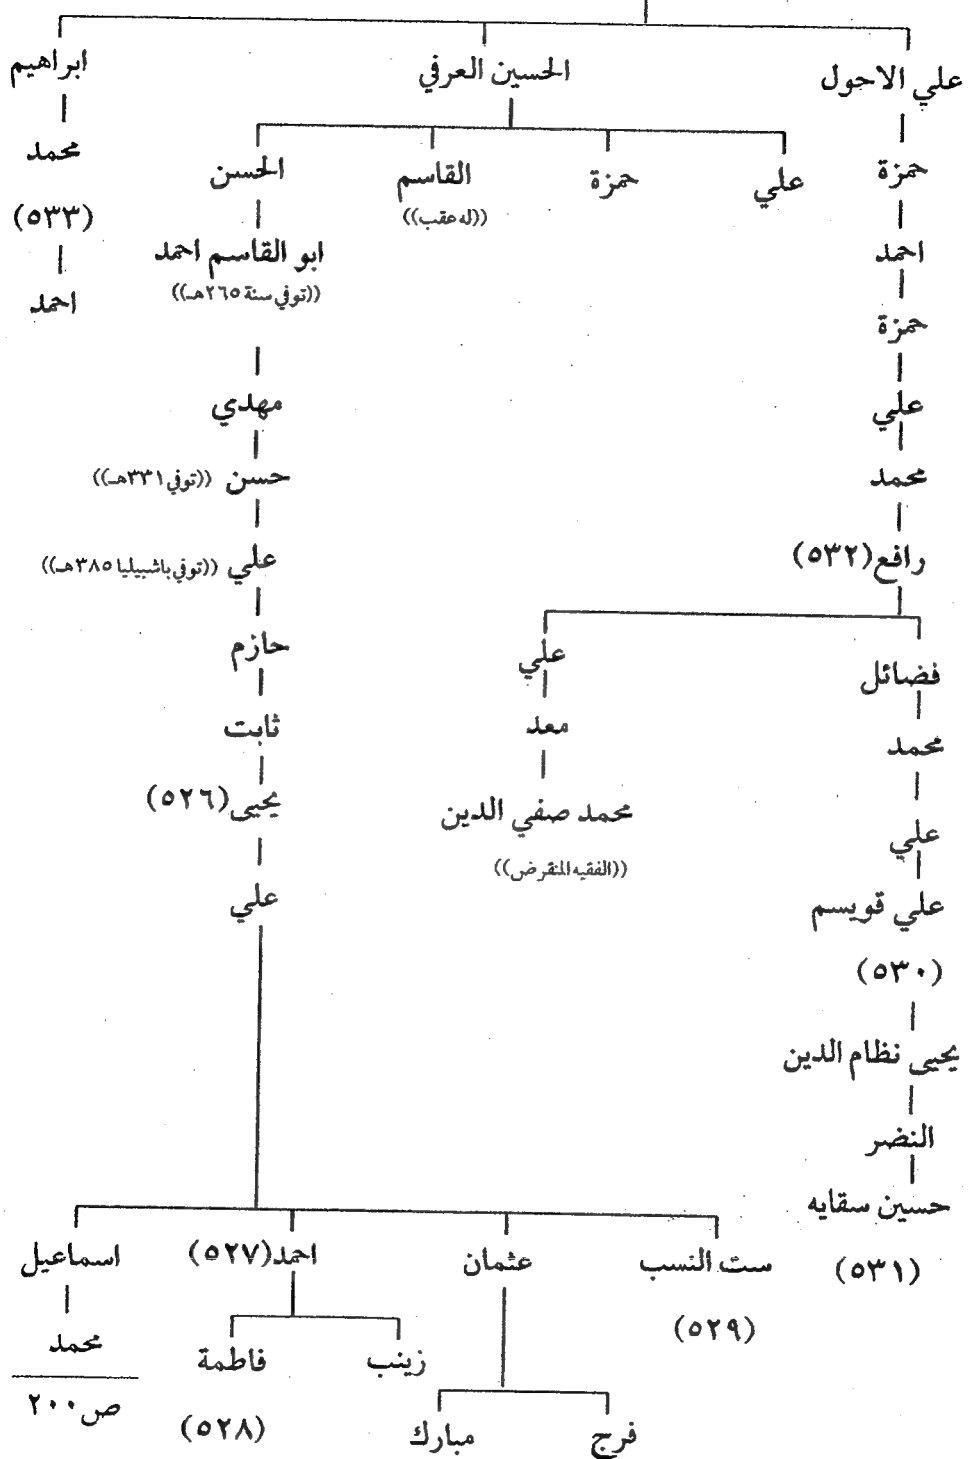 علي الاحول
الحسين العرفي
ابراهيم
حمزة
علي
حمزة
القاسم
((له عقب))
الحسن
محمد
(٥٣٣)
احمد
احمد
ابو القاسم احمد
((توفي سنة ٢٦٥هـ))
حمزة
علي
مهدي
محمد
حسن ((توفي ٣٣١هـ))
رافع (٥٣٢)
علي ((توفي باشبيليا ٣٨٥هـ))
فضائل
علي
حازم
محمد
معد
ثابت
علي
محمد صفي الدين
((الفقيه المنقرض))
يحيى (٥٢٦)
علي قويسم
(٥٣٠)
علي
يحيى نظام الدين
النضر
حسين سقايه
(٥٣١)
ست النسب
(٥٢٩)
عثمان
احمد (٥٢٧)
اسماعيل
فرج
مبارك
زينب
فاطمة
(٥٢٨)
محمد
ص ٢٠٠